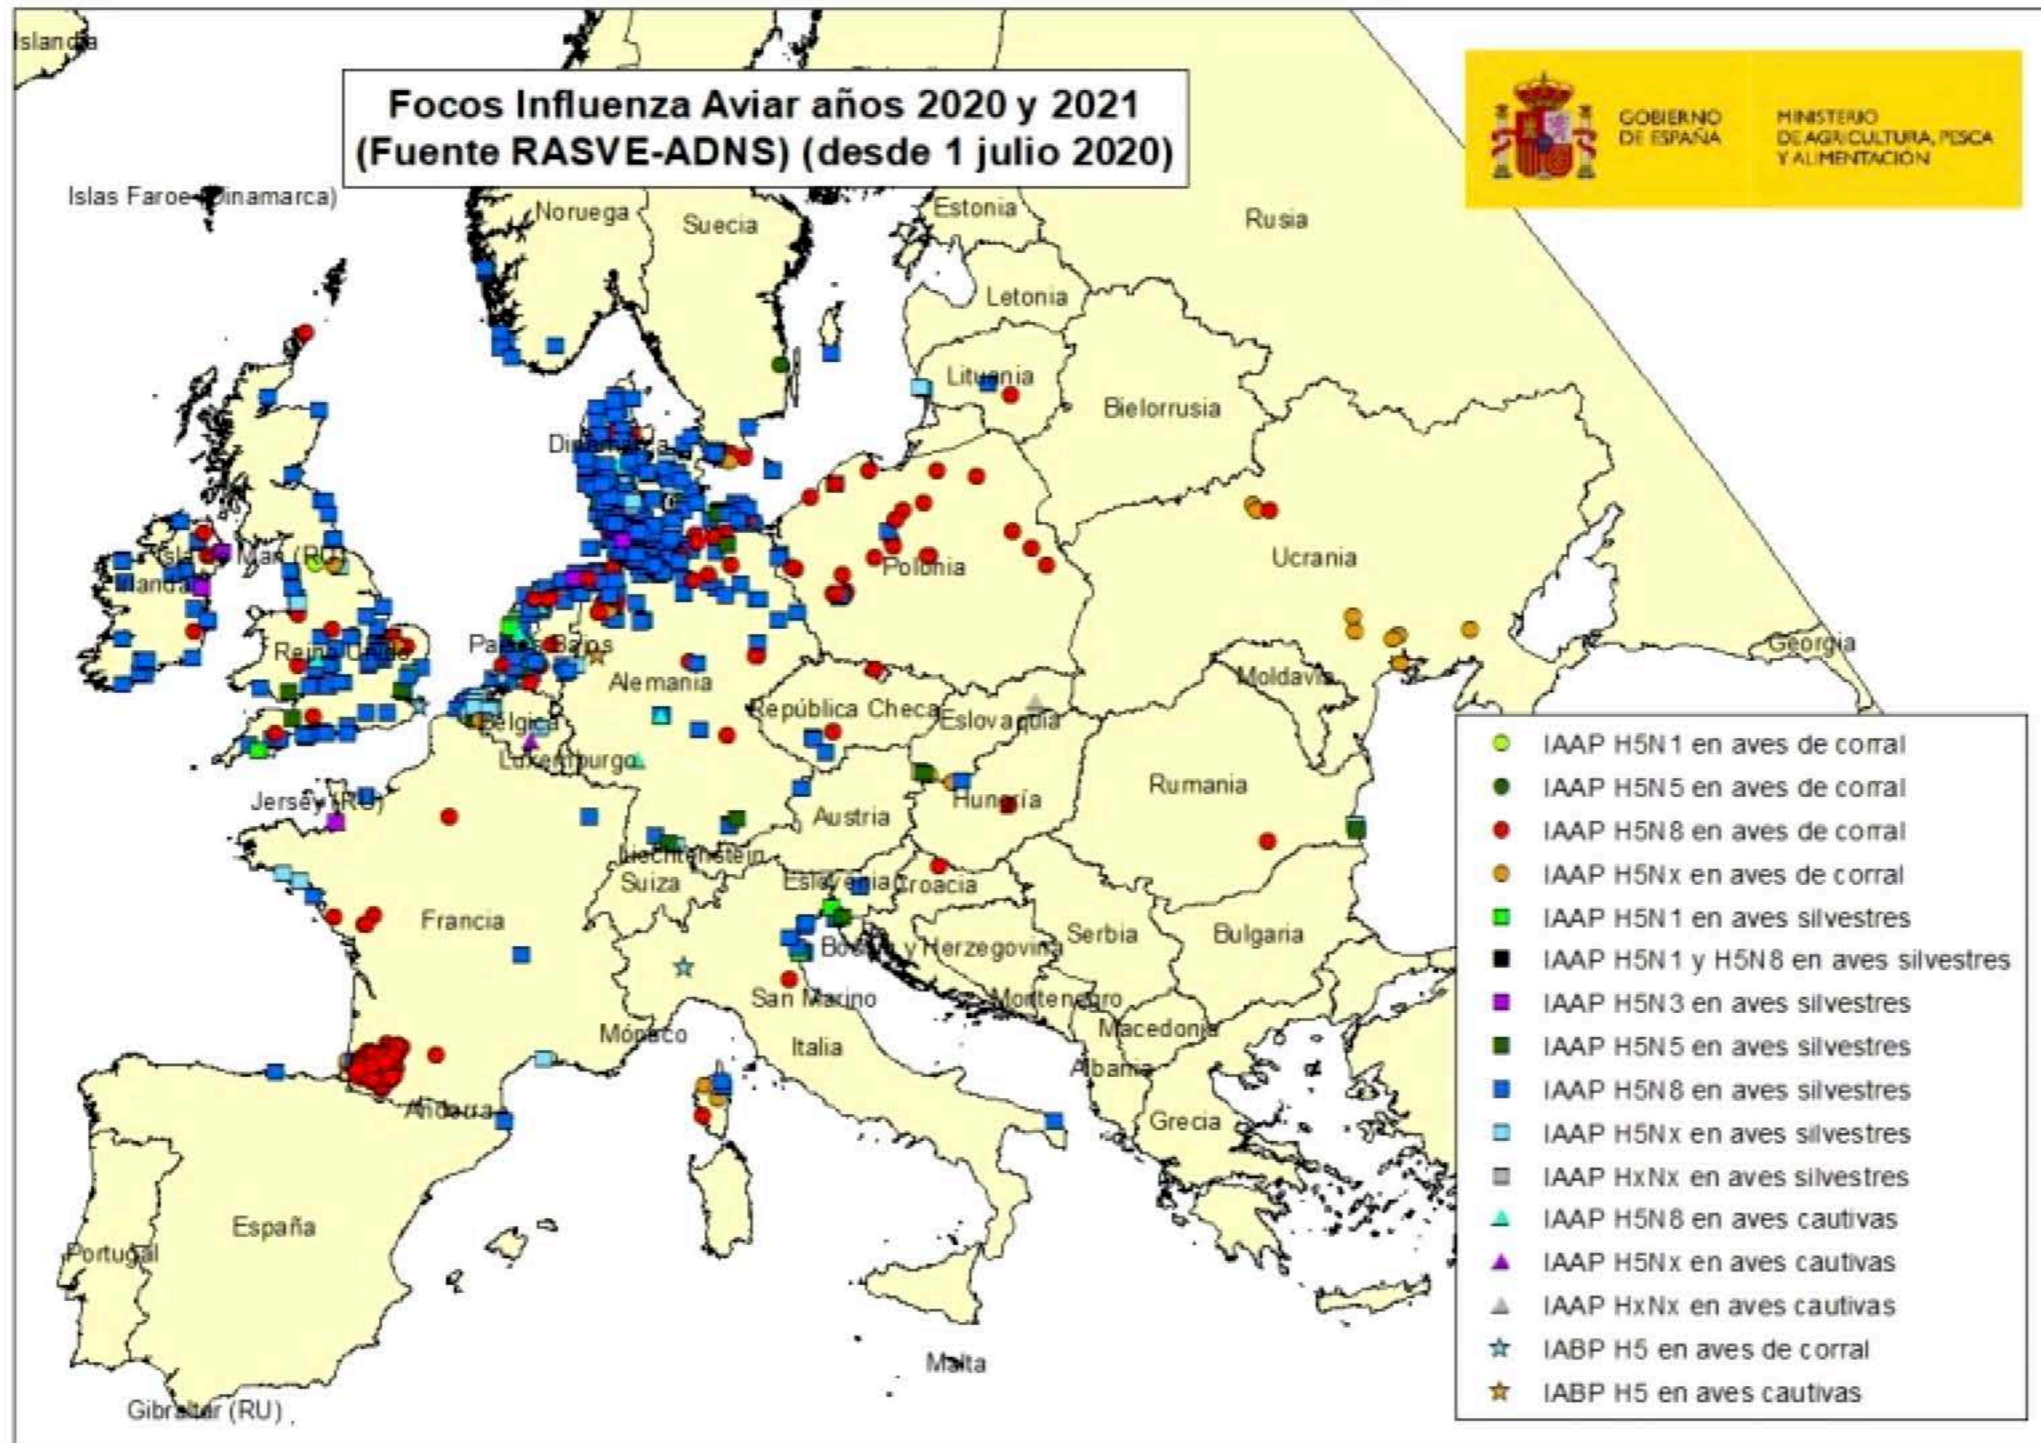 Islandia
Focos Influenza Aviar años 2020 y 2021
(Fuente RASVE-ADNS) (desde 1 julio 2020)
GOBIERNO
DE ESPAÑA
MINISTERIO
DE AGRICULTURA, PESCA
Y ALIMENTACIÓN
Islas Faroe (Dinamarca)
Noruega
Suecia
Estonia
Rusia
Letonia
Lituania
Bielorrusia
Dinamarca
Isla de Man (RU)
Irlanda
Polonia
Ucrania
Reino Unido
Países Bajos
Alemania
Georgia
Moldavia
República Checa
Eslovaquia
Bélgica
Luxemburgo
Jersey (RU)
Rumania
Hungría
Austria
Liechtenstein
Suiza
Eslovenia
Croacia
Francia
Bosnia y Herzegovina
Serbia
Bulgaria
San Marino
Montenegro
Macedonia
Mónaco
Italia
Albania
Andorra
Grecia
España
Portugal
Malta
Gibraltar (RU)
IAAP H5N1 en aves de corral
IAAP H5N5 en aves de corral
IAAP H5N8 en aves de corral
IAAP H5Nx en aves de corral
IAAP H5N1 en aves silvestres
IAAP H5N1 y H5N8 en aves silvestres
IAAP H5N3 en aves silvestres
IAAP H5N5 en aves silvestres
IAAP H5N8 en aves silvestres
IAAP H5Nx en aves silvestres
IAAP HxNx en aves silvestres
IAAP H5N8 en aves cautivas
IAAP H5Nx en aves cautivas
IAAP HxNx en aves cautivas
IABP H5 en aves de corral
IABP H5 en aves cautivas